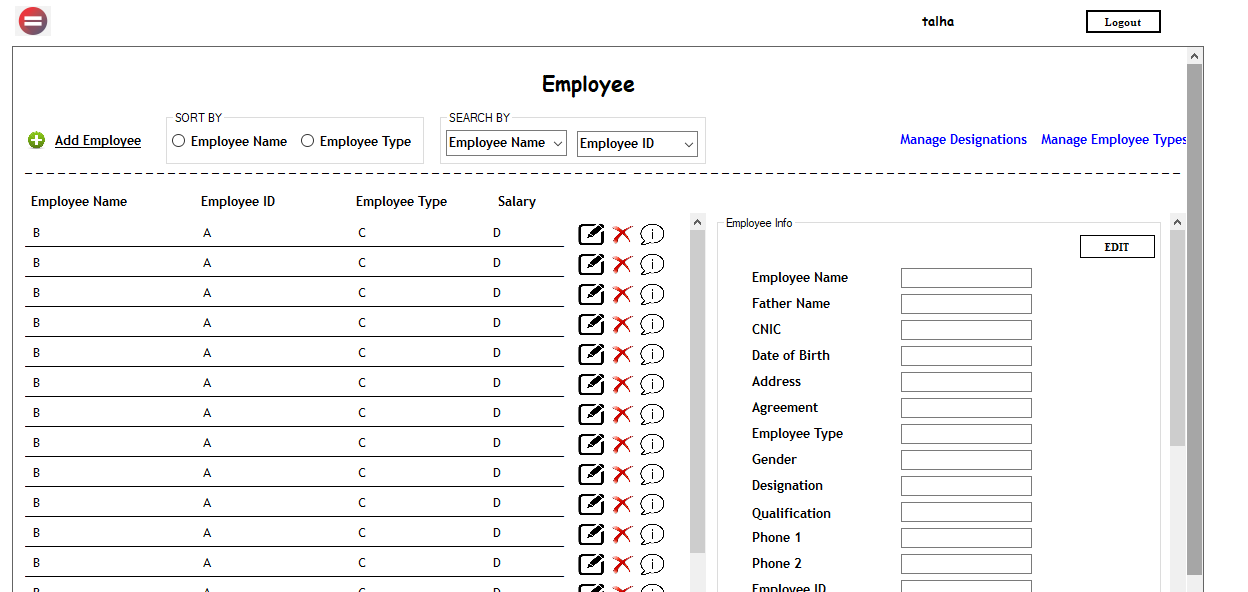 talha Logout
Employee
SORT BY SEARCH BY
Add Employee Employee Name Employee Type Employee Name Employee ID Manage Designations Manage Employee Types
Employee Name Employee ID Employee Type Salary
Employee Info
B A C D
EDIT
B A C D
Employee Name
B A C D
Father Name
B A C D
CNIC
B A C D
Date of Birth
B A C D
Address
B A C D
Agreement
B A C D
Employee Type
B A C D
Gender
B A C D
Designation
B A C D
Qualification
B A C D
Phone 1
B A C D
Phone 2
Employee ID
B A C D